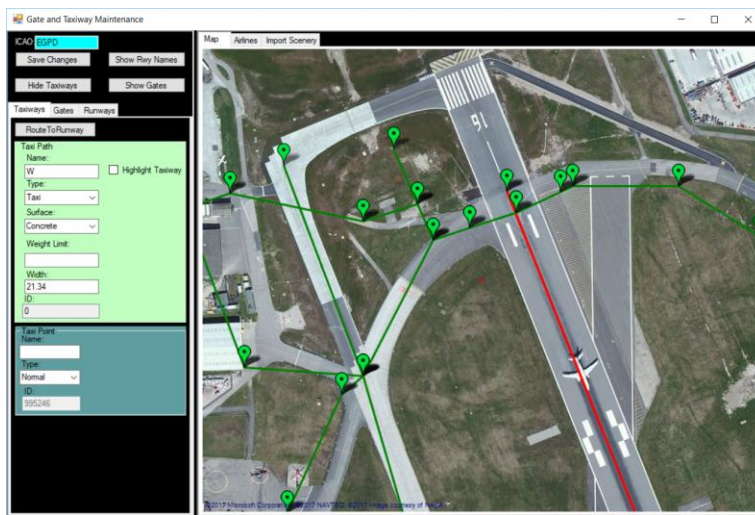 Gate and Taxiway Maintenance
ICAO EGPD
Save Changes Show Rwy Names
Hide Taxiways Show Gates
Taxiways Gates Runways
RouteToRunway
Taxi Path
Name:
W Highlight Taxiway
Type:
Taxi
Surface:
Concrete
Weight Limit:
Width:
21.34
ID:
0
Taxi Point
Name:
Type:
Normal
ID:
995246
Map Airlines Import Scenery
16
©2017 Microsoft Corporation ©2017 NAVTEQ, ©2017 Image courtesy of NASA